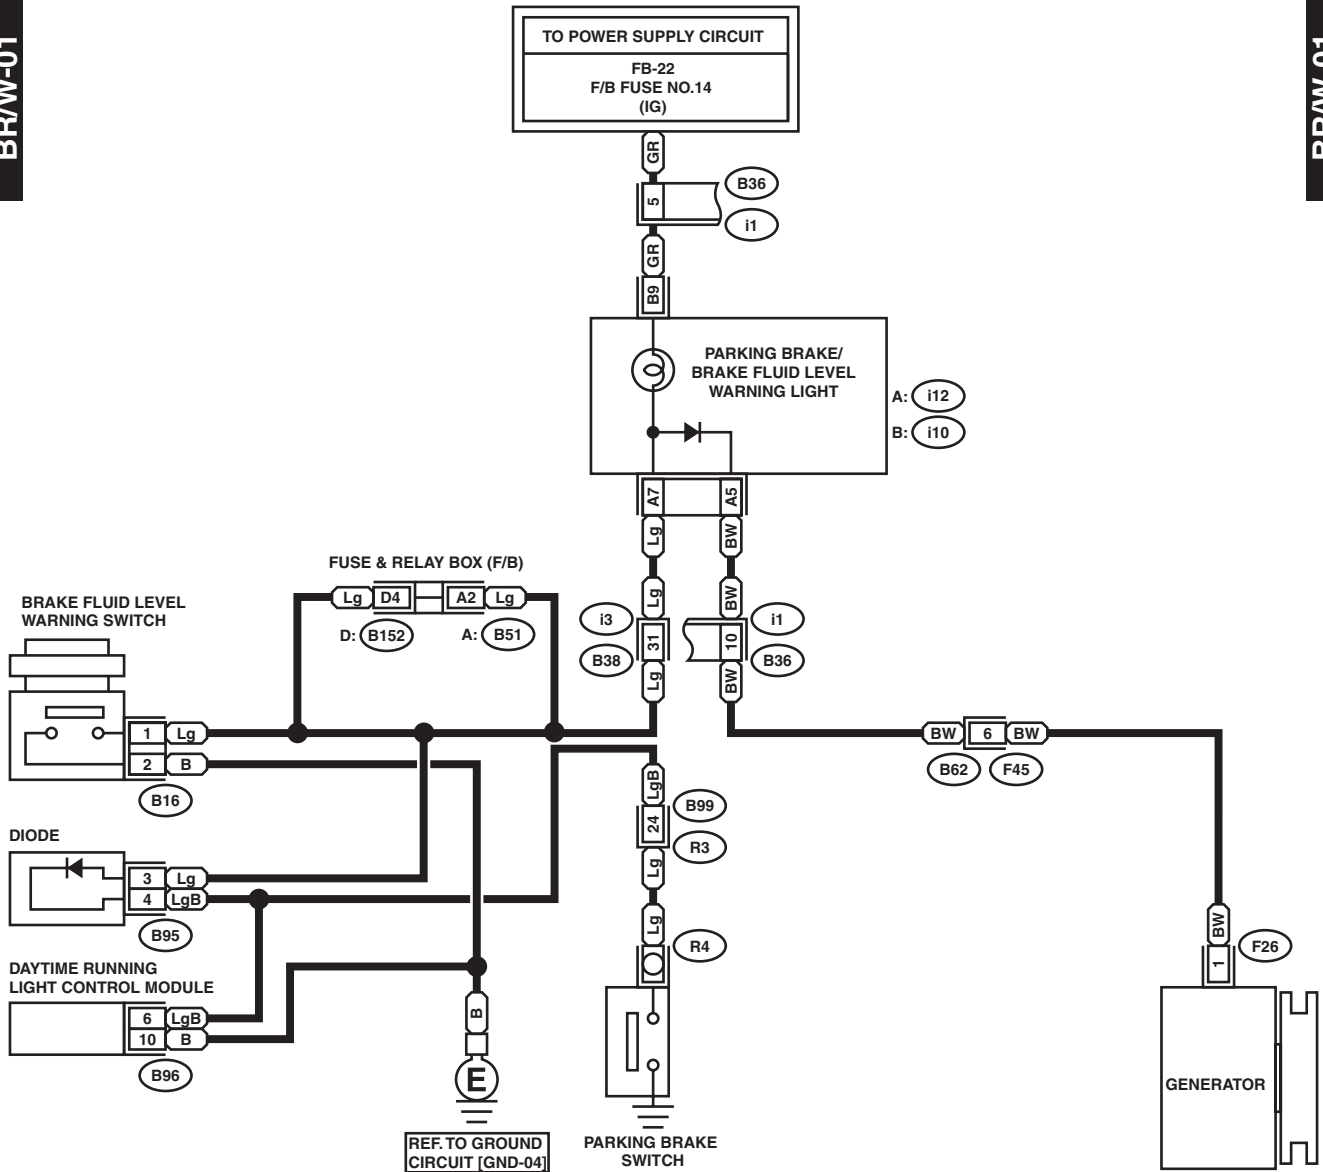 BR/W-01
BR/W-01
TO POWER SUPPLY CIRCUIT
FB-22
F/B FUSE NO.14
(IG)
GR
5
B36
i1
GR
B9
PARKING BRAKE/
BRAKE FLUID LEVEL
WARNING LIGHT
A: i12
B: i10
A7
A5
Lg
BW
FUSE & RELAY BOX (F/B)
Lg D4 A2 Lg
D: B152
A: B51
Lg
BW
i3
31
10
i1
B38
B36
Lg
BW
BRAKE FLUID LEVEL
WARNING SWITCH
1 Lg
2 B
B16
BW 6 BW
B62 F45
LgB
B99
24
R3
Lg
DIODE
3 Lg
4 LgB
B95
Lg
R4
BW
F26
1
DAYTIME RUNNING
LIGHT CONTROL MODULE
6 LgB
10 B
B96
B
E
REF. TO GROUND
CIRCUIT [GND-04]
PARKING BRAKE
SWITCH
GENERATOR